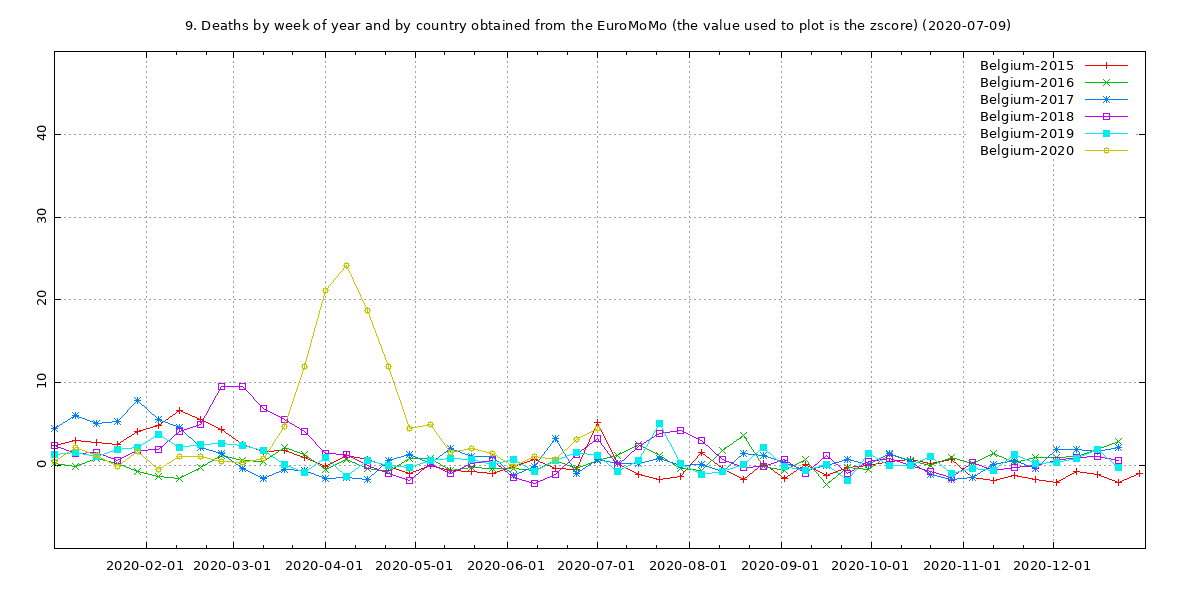 9. Deaths by week of year and by country obtained from the EuroMoMo (the value used to plot is the zscore) (2020-07-09)
Belgium-2015
Belgium-2016
Belgium-2017
Belgium-2018
Belgium-2019
Belgium-2020
40
30
20
10
0
2020-02-01 2020-03-01 2020-04-01 2020-05-01 2020-06-01 2020-07-01 2020-08-01 2020-09-01 2020-10-01 2020-11-01 2020-12-01